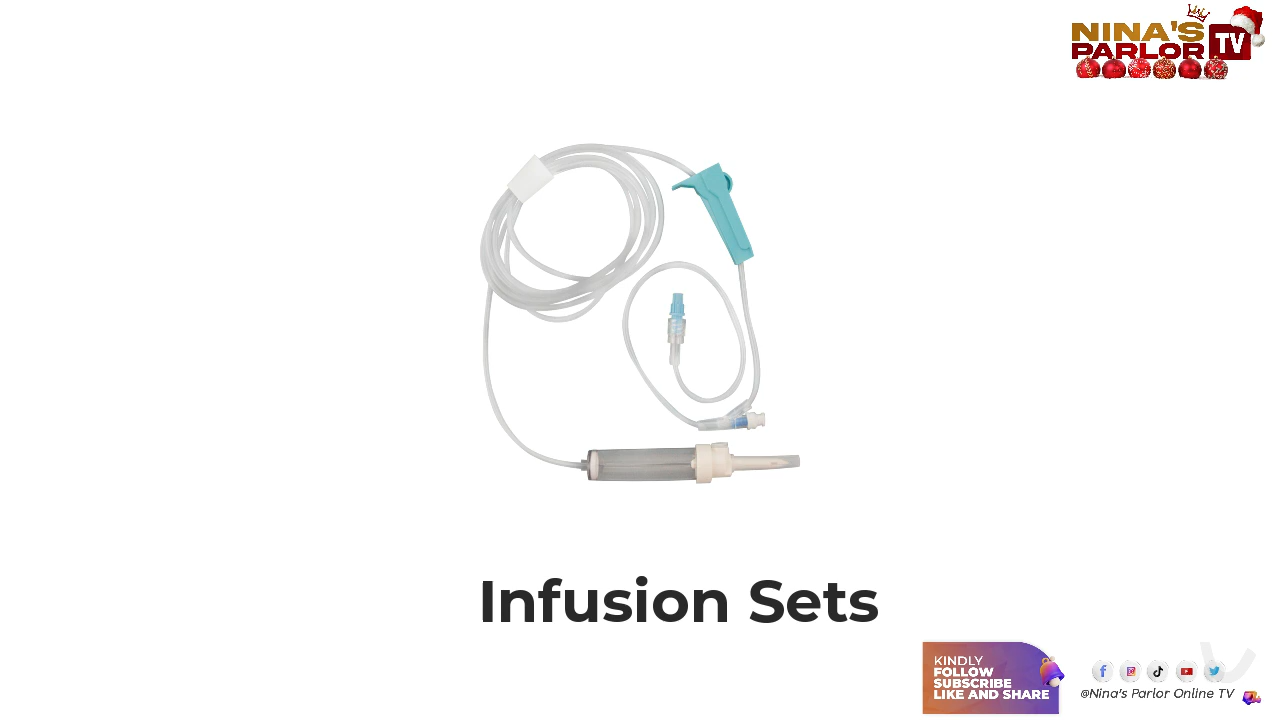 NINA'S
PARLOR TV
Infusion Sets
KINDLY
FOLLOW
SUBSCRIBE
LIKE AND SHARE
@Nina's Parlor Online TV